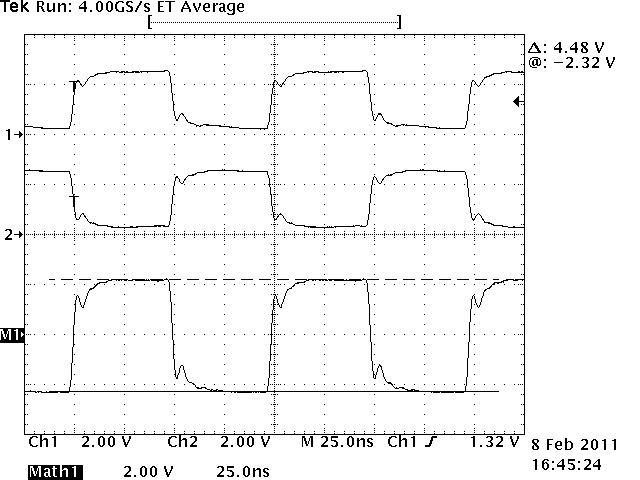 Tek Run: 4.00GS/s ET Average
Δ: 4.48 V
@: −2.32 V
T
1
T
2
M1
Ch1 2.00 V Ch2 2.00 V M 25.0ns Ch1 1.32 V
Math1 2.00 V 25.0ns
8 Feb 2011
16:45:24